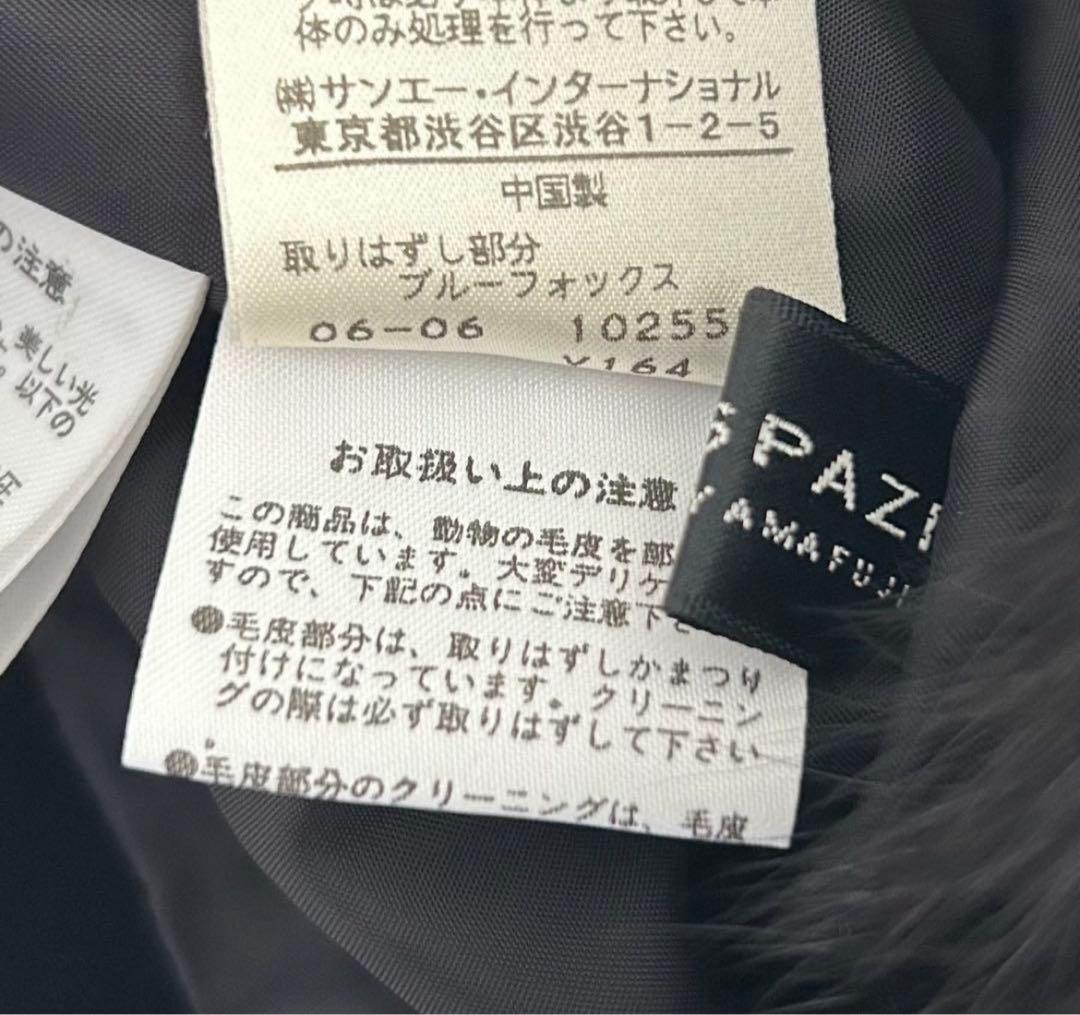 体のみ処理を行って下さい。
㈱サンエー・インターナショナル
東京都渋谷区渋谷1-2-5
中国製
取りはずし部分
ブルーフォックス
06-06 10255
¥164
の注意
美しい光
以下の
お取扱い上の注意
この商品は、動物の毛皮を部
使用しています。大変デリケ
すので、下記の点にご注意下さ
●毛皮部分は、取りはずしかまつり
付けになっています。クリーニン
グの際は必ず取りはずして下さい
。
●毛皮部分のクリーニングは、毛皮
SPAZI
YAMAFUJI